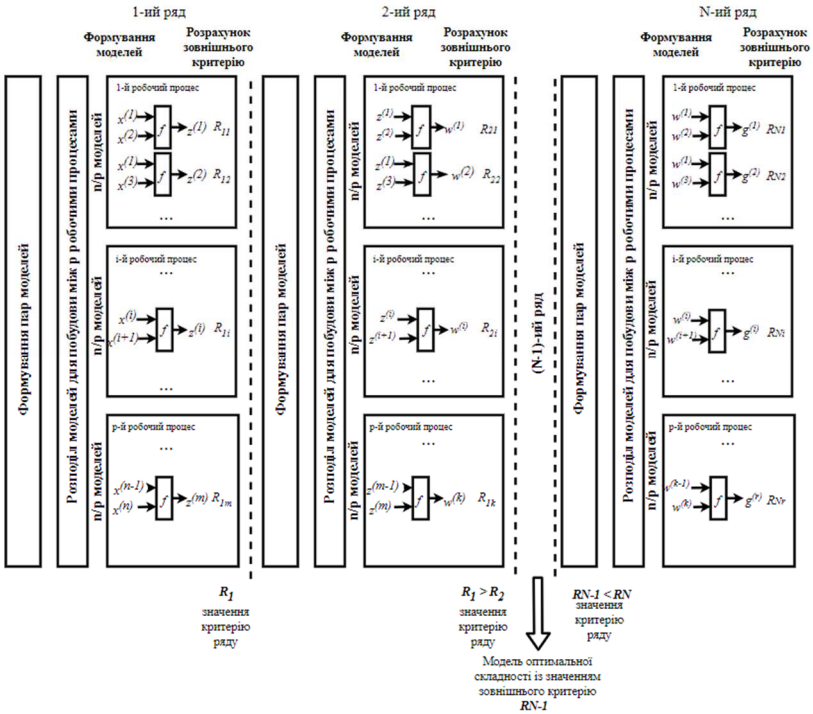 1-ий ряд
Формування
моделей
Розрахунок
зовнішнього
критерію
Формування пар моделей
Розподіл моделей для побудови між p робочими процесами
n/p моделей
1-й робочий процес
x(1)
x(2)
f
z(1)
R11
x(1)
x(3)
f
z(2)
R12
...
n/p моделей
i-й робочий процес
...
x(i)
x(i+1)
f
z(i)
R1i
...
n/p моделей
p-й робочий процес
...
x(n-1)
x(n)
f
z(m)
R1m
R1
значення
критерію
ряду
2-ий ряд
Формування
моделей
Розрахунок
зовнішнього
критерію
Формування пар моделей
Розподіл моделей для побудови між p робочими процесами
n/p моделей
1-й робочий процес
z(1)
z(2)
f
w(1)
R21
z(1)
z(3)
f
w(2)
R22
...
n/p моделей
i-й робочий процес
...
z(i)
z(i+1)
f
w(i)
R2i
...
n/p моделей
p-й робочий процес
...
z(m-1)
z(m)
f
w(k)
R1k
R1 > R2
значення
критерію
ряду
(N-1)-ий ряд
N-ий ряд
Формування
моделей
Розрахунок
зовнішнього
критерію
Формування пар моделей
Розподіл моделей для побудови між p робочими процесами
n/p моделей
1-й робочий процес
w(1)
w(2)
f
g(1)
RN1
w(1)
w(3)
f
g(2)
RN2
...
n/p моделей
i-й робочий процес
...
w(i)
w(i+1)
f
g(i)
RNi
...
n/p моделей
p-й робочий процес
...
w(k-1)
w(k)
f
g(r)
RNr
RN-1 < RN
значення
критерію
ряду
Модель оптимальної
складності із значенням
зовнішнього критерію
RN-1